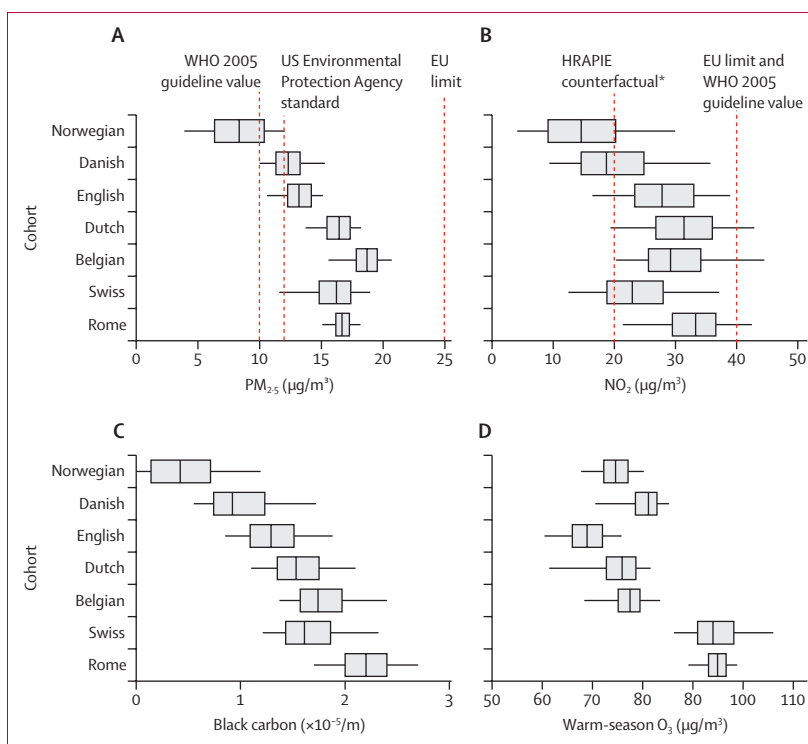 A
WHO 2005
guideline value
US Environmental
Protection Agency
standard
EU
limit
Norwegian
Danish
English
Dutch
Belgian
Swiss
Rome
Cohort
0 5 10 15 20 25
PM₂·₅ (µg/m³)
B
HRAPIE
counterfactual*
EU limit and
WHO 2005
guideline value
0 10 20 30 40 50
NO₂ (µg/m³)
C
Norwegian
Danish
English
Dutch
Belgian
Swiss
Rome
Cohort
0 1 2 3
Black carbon (×10⁻⁵/m)
D
50 60 70 80 90 100 110
Warm-season O₃ (µg/m³)